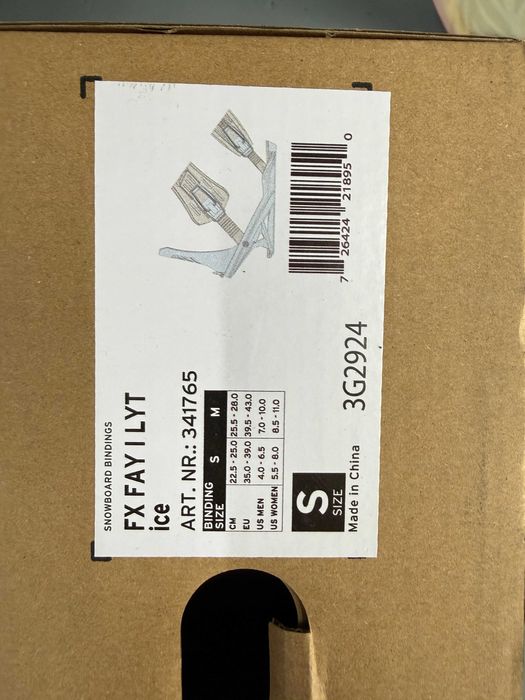 SNOWBOARD BINDINGS
FX FAY I LYT
ice
ART. NR.: 341765
BINDING SIZE S M
CM 22.5 - 25.0 25.5 - 28.0
EU 35.0 - 39.0 39.5 - 43.0
US MEN 4.0 - 6.5 7.0 - 10.0
US WOMEN 5.5 - 8.0 8.5 - 11.0
S
SIZE
Made in China
3G2924
7 26424 21895 0